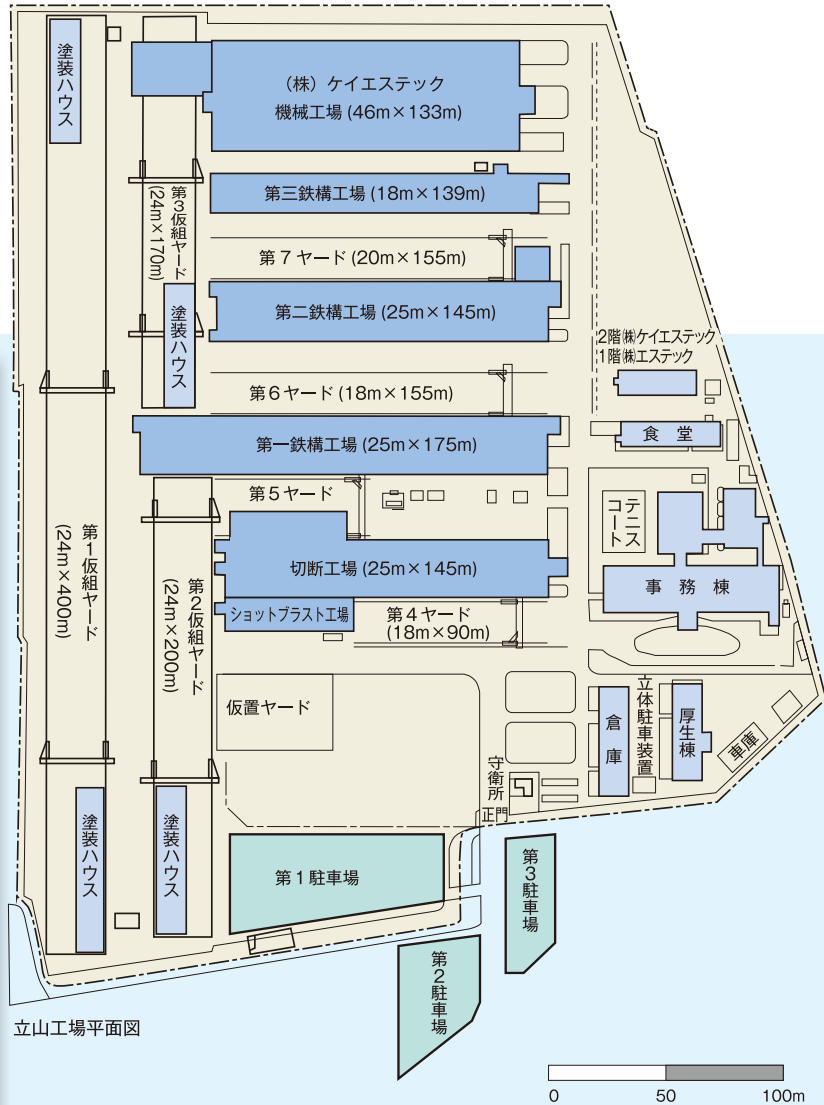 塗装ハウス
(株)ケイエステック
機械工場(46m×133m)
第三鉄構工場(18m×139m)
第3仮組ヤード
(24m×170m)
第7ヤード(20m×155m)
第二鉄構工場(25m×145m)
塗装ハウス
2階㈱ケイエステック
1階㈱エステック
第6ヤード(18m×155m)
食堂
第一鉄構工場(25m×175m)
第5ヤード
テニス
コート
第1仮組ヤード
(24m×400m)
切断工場(25m×145m)
事務棟
第2仮組ヤード
(24m×200m)
ショットブラスト工場
第4ヤード
(18m×90m)
仮置ヤード
倉庫
立体駐車装置
厚生棟
車庫
守衛所
正門
塗装ハウス
塗装ハウス
第1駐車場
第3駐車場
第2駐車場
立山工場平面図
0 50 100m